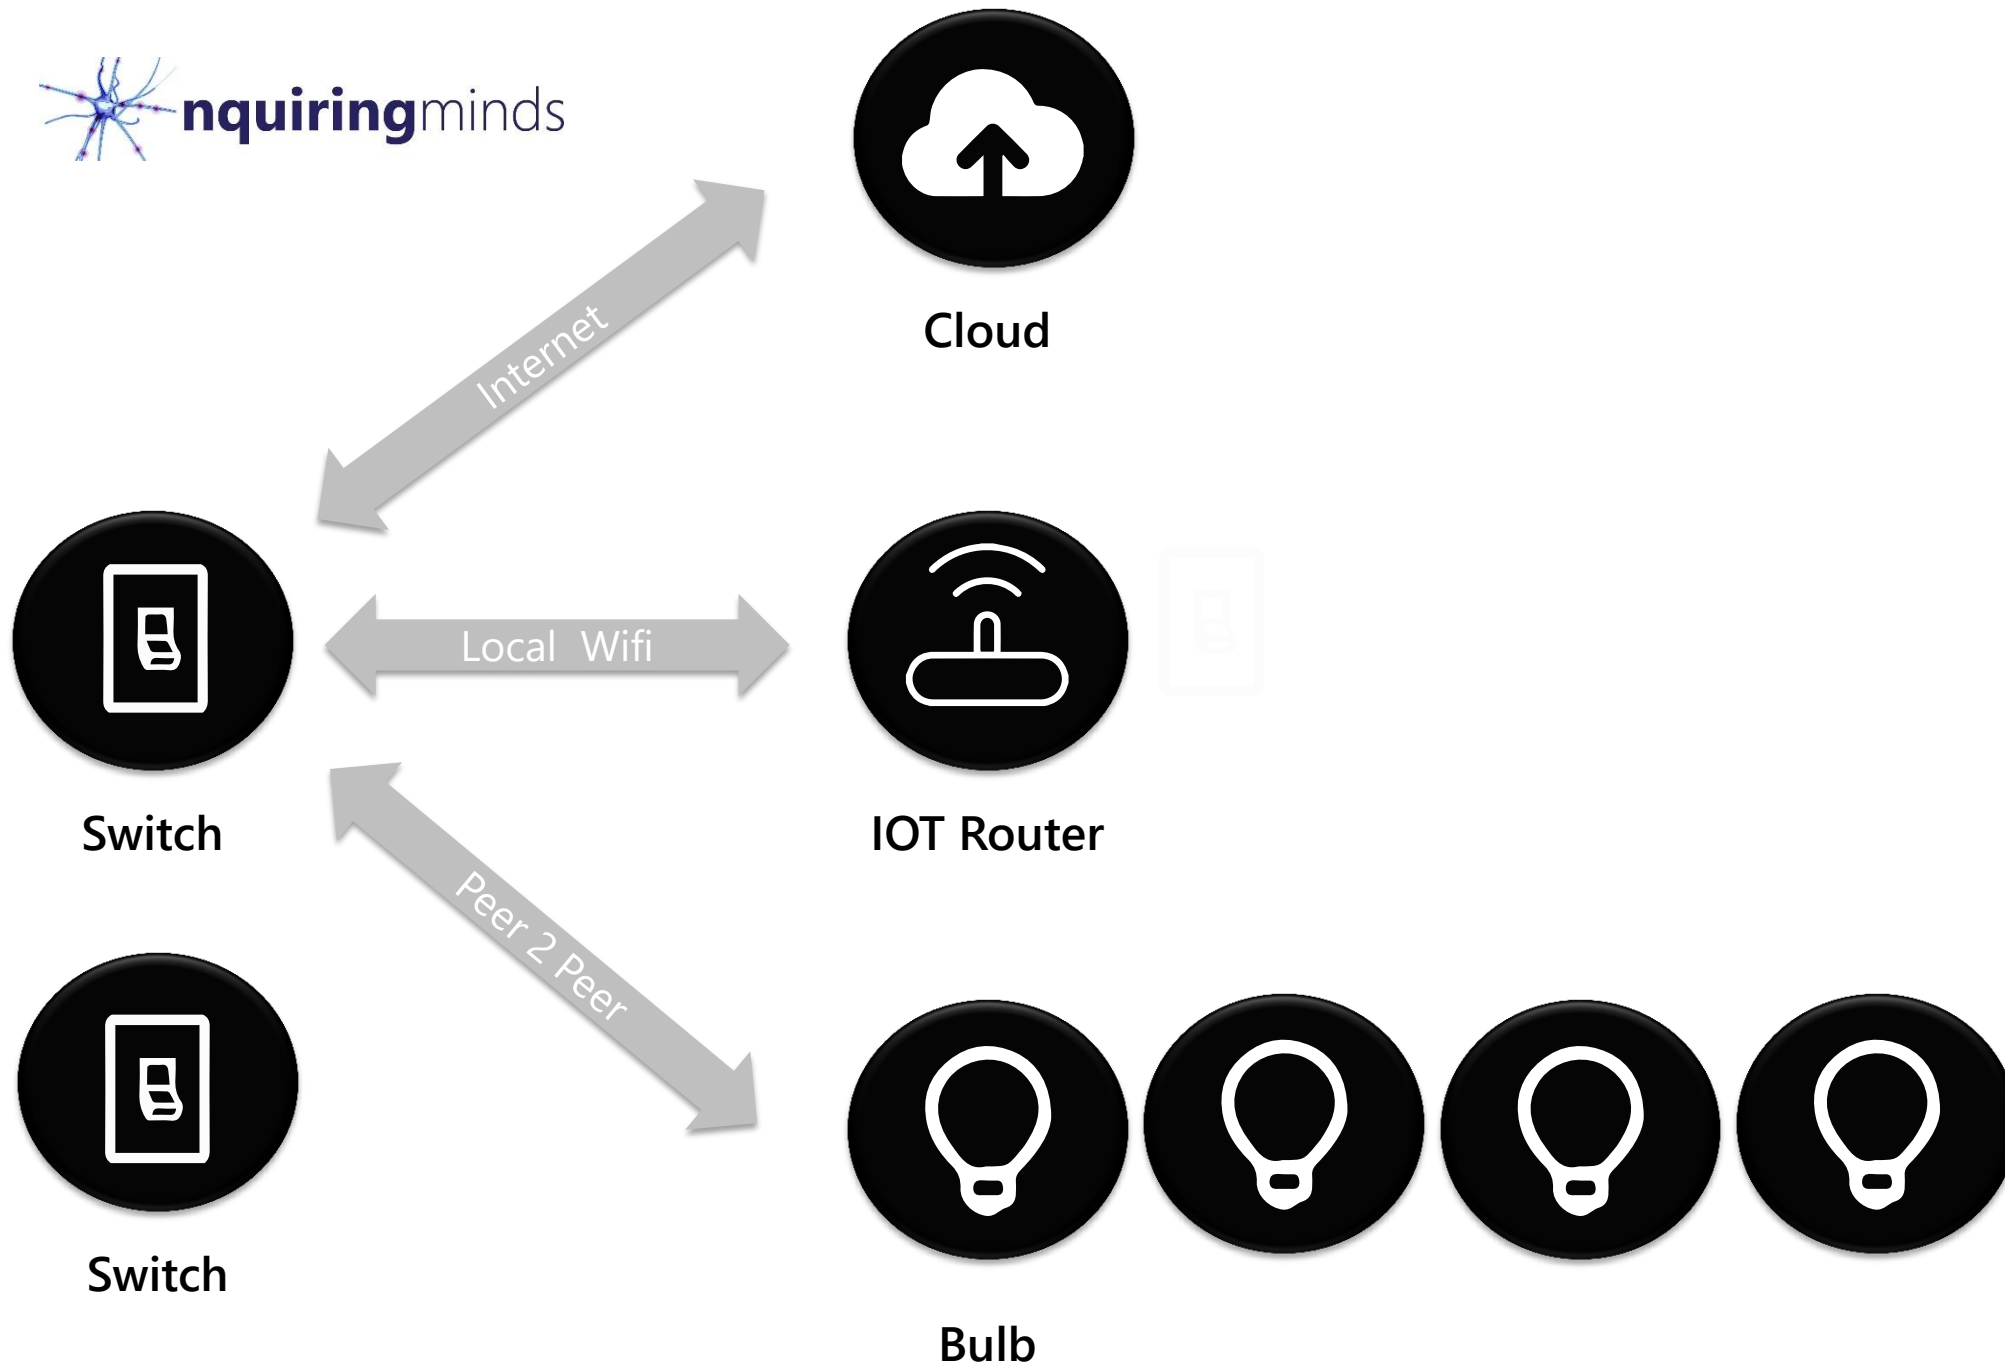 nquiringminds
Cloud
Internet
Local Wifi
Switch
IOT Router
Peer 2 Peer
Switch
Bulb